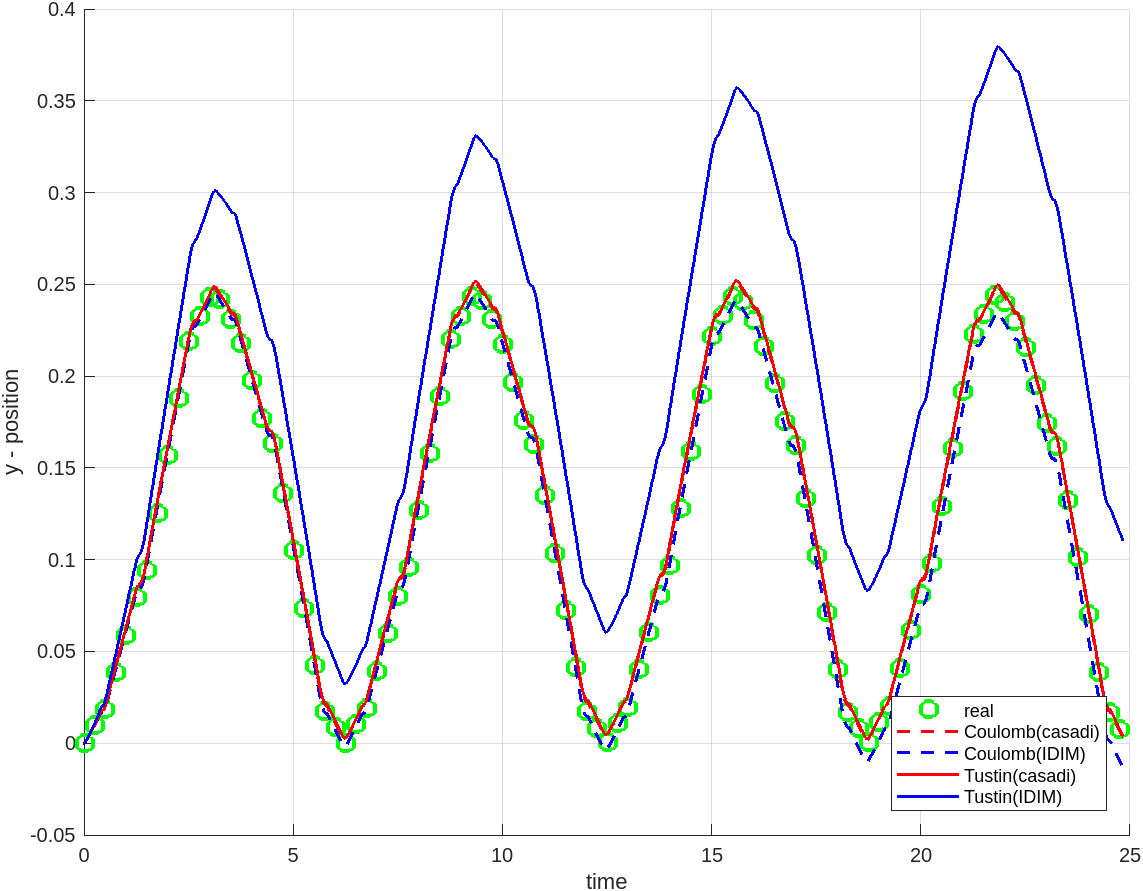 0.4
0.35
0.3
0.25
0.2
0.15
0.1
0.05
0
-0.05
y - position
0 5 10 15 20 25
time
real
Coulomb(casadi)
Coulomb(IDIM)
Tustin(casadi)
Tustin(IDIM)